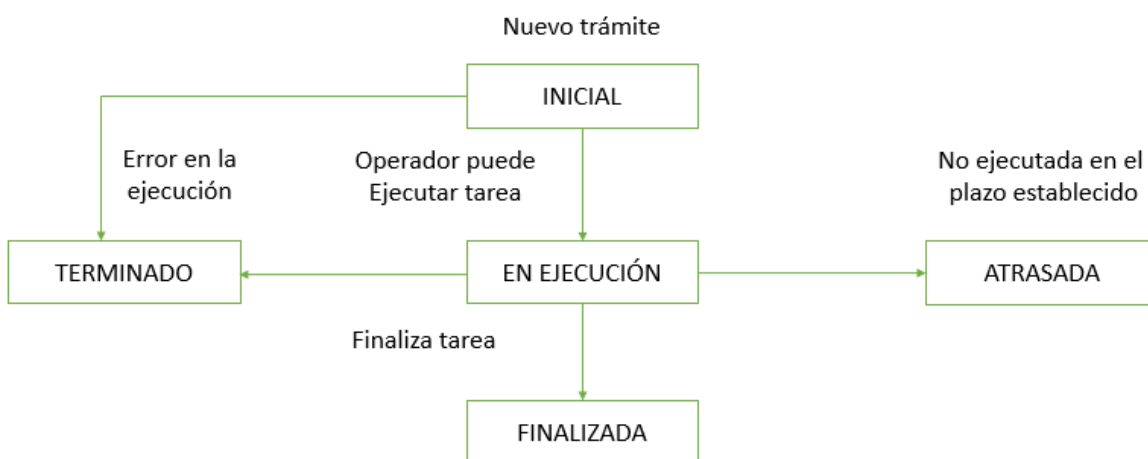 Nuevo trámite
INICIAL
Error en la
ejecución
Operador puede
Ejecutar tarea
No ejecutada en el
plazo establecido
TERMINADO
EN EJECUCIÓN
ATRASADA
Finaliza tarea
FINALIZADA